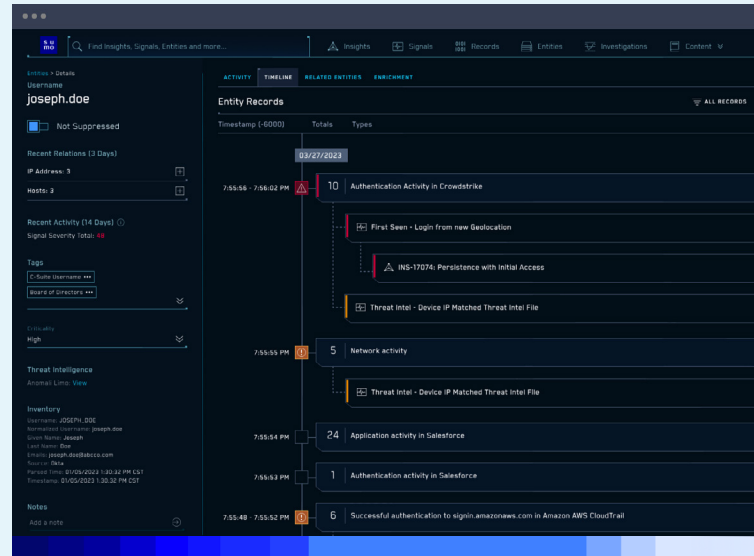 sumo
Find Insights, Signals, Entities and more...
Insights
Signals
Records
Entities
Investigations
Content
Entities > Details
Username
joseph.doe
Not Suppressed
Recent Relations (3 Days)
IP Address: 3
Hosts: 3
Recent Activity (14 Days)
Signal Severity Total: 48
Tags
C-Suite Username •••
Board of Directors •••
Criticality
High
Threat Intelligence
Anomali Limo: View
Inventory
Username: JOSEPH_DOE
Normalized Username: joseph.doe
Given Name: Joseph
Last Name: Doe
Emails: joseph.doe@abcco.com
Source: Okta
Parsed Time: 01/05/2023 1:30:32 PM CST
Timestamp: 01/05/2023 1:30:32 PM CST
Notes
Add a note
ACTIVITY TIMELINE RELATED ENTITIES ENRICHMENT
Entity Records
ALL RECORDS
Timestamp (-6000) Totals Types
03/27/2023
7:55:56 - 7:56:02 PM 10 Authentication Activity in Crowdstrike
First Seen - Login from new Geolocation
INS-17074: Persistence with Initial Access
Threat Intel - Device IP Matched Threat Intel File
7:55:55 PM 5 Network activity
Threat Intel - Device IP Matched Threat Intel File
7:55:54 PM 24 Application activity in Salesforce
7:55:53 PM 1 Authentication activity in Salesforce
7:55:48 - 7:55:52 PM 6 Successful authentication to signin.amazonaws.com in Amazon AWS CloudTrail